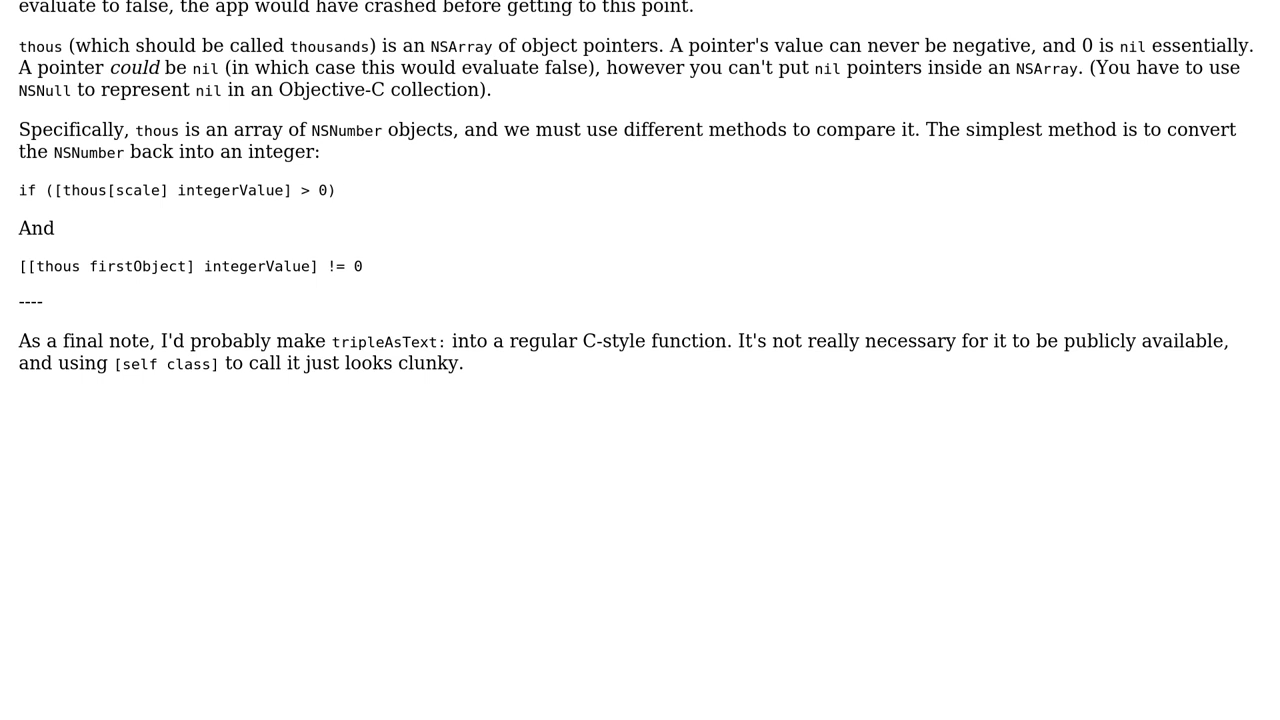 evaluate to false, the app would have crashed before getting to this point.
thous (which should be called thousands) is an NSArray of object pointers. A pointer's value can never be negative, and 0 is nil essentially.
A pointer could be nil (in which case this would evaluate false), however you can't put nil pointers inside an NSArray. (You have to use
NSNull to represent nil in an Objective-C collection).
Specifically, thous is an array of NSNumber objects, and we must use different methods to compare it. The simplest method is to convert
the NSNumber back into an integer:
if ([thous[scale] integerValue] > 0)
And
[[thous firstObject] integerValue] != 0
----
As a final note, I'd probably make tripleAsText: into a regular C-style function. It's not really necessary for it to be publicly available,
and using [self class] to call it just looks clunky.